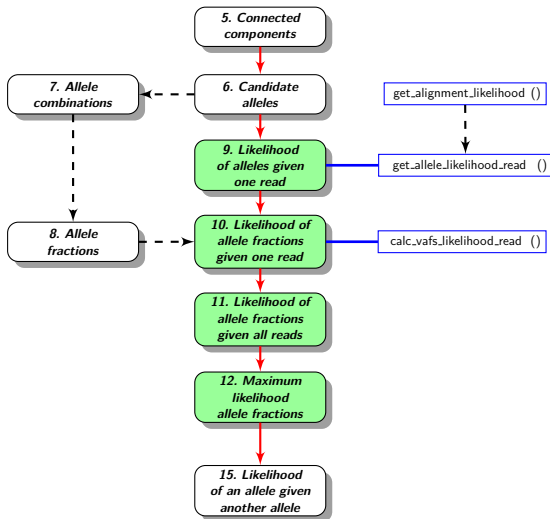 5. Connected
components
7. Allele
combinations
6. Candidate
alleles
get_alignment_likelihood ()
9. Likelihood
of alleles given
one read
get_allele_likelihood_read ()
8. Allele
fractions
10. Likelihood of
allele fractions
given one read
calc_vafs_likelihood_read ()
11. Likelihood of
allele fractions
given all reads
12. Maximum
likelihood
allele fractions
15. Likelihood
of an allele given
another allele